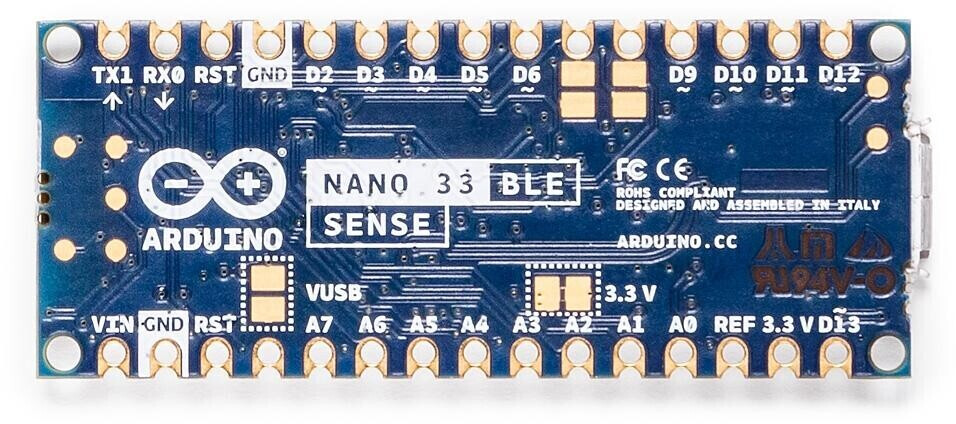 TX1 RX0 RST GND D2 D3 D4 D5 D6 D9 D10 D11 D12
~ ~ ~ ~ ~ ~ ~ ~ ~
NANO 33 BLE
SENSE
ARDUINO
FC CE
ROHS COMPLIANT
DESIGNED AND ASSEMBLED IN ITALY
ARDUINO.CC
94V-0
VUSB
3.3 V
~
VIN GND RST A7 A6 A5 A4 A3 A2 A1 A0 REF 3.3 V D13